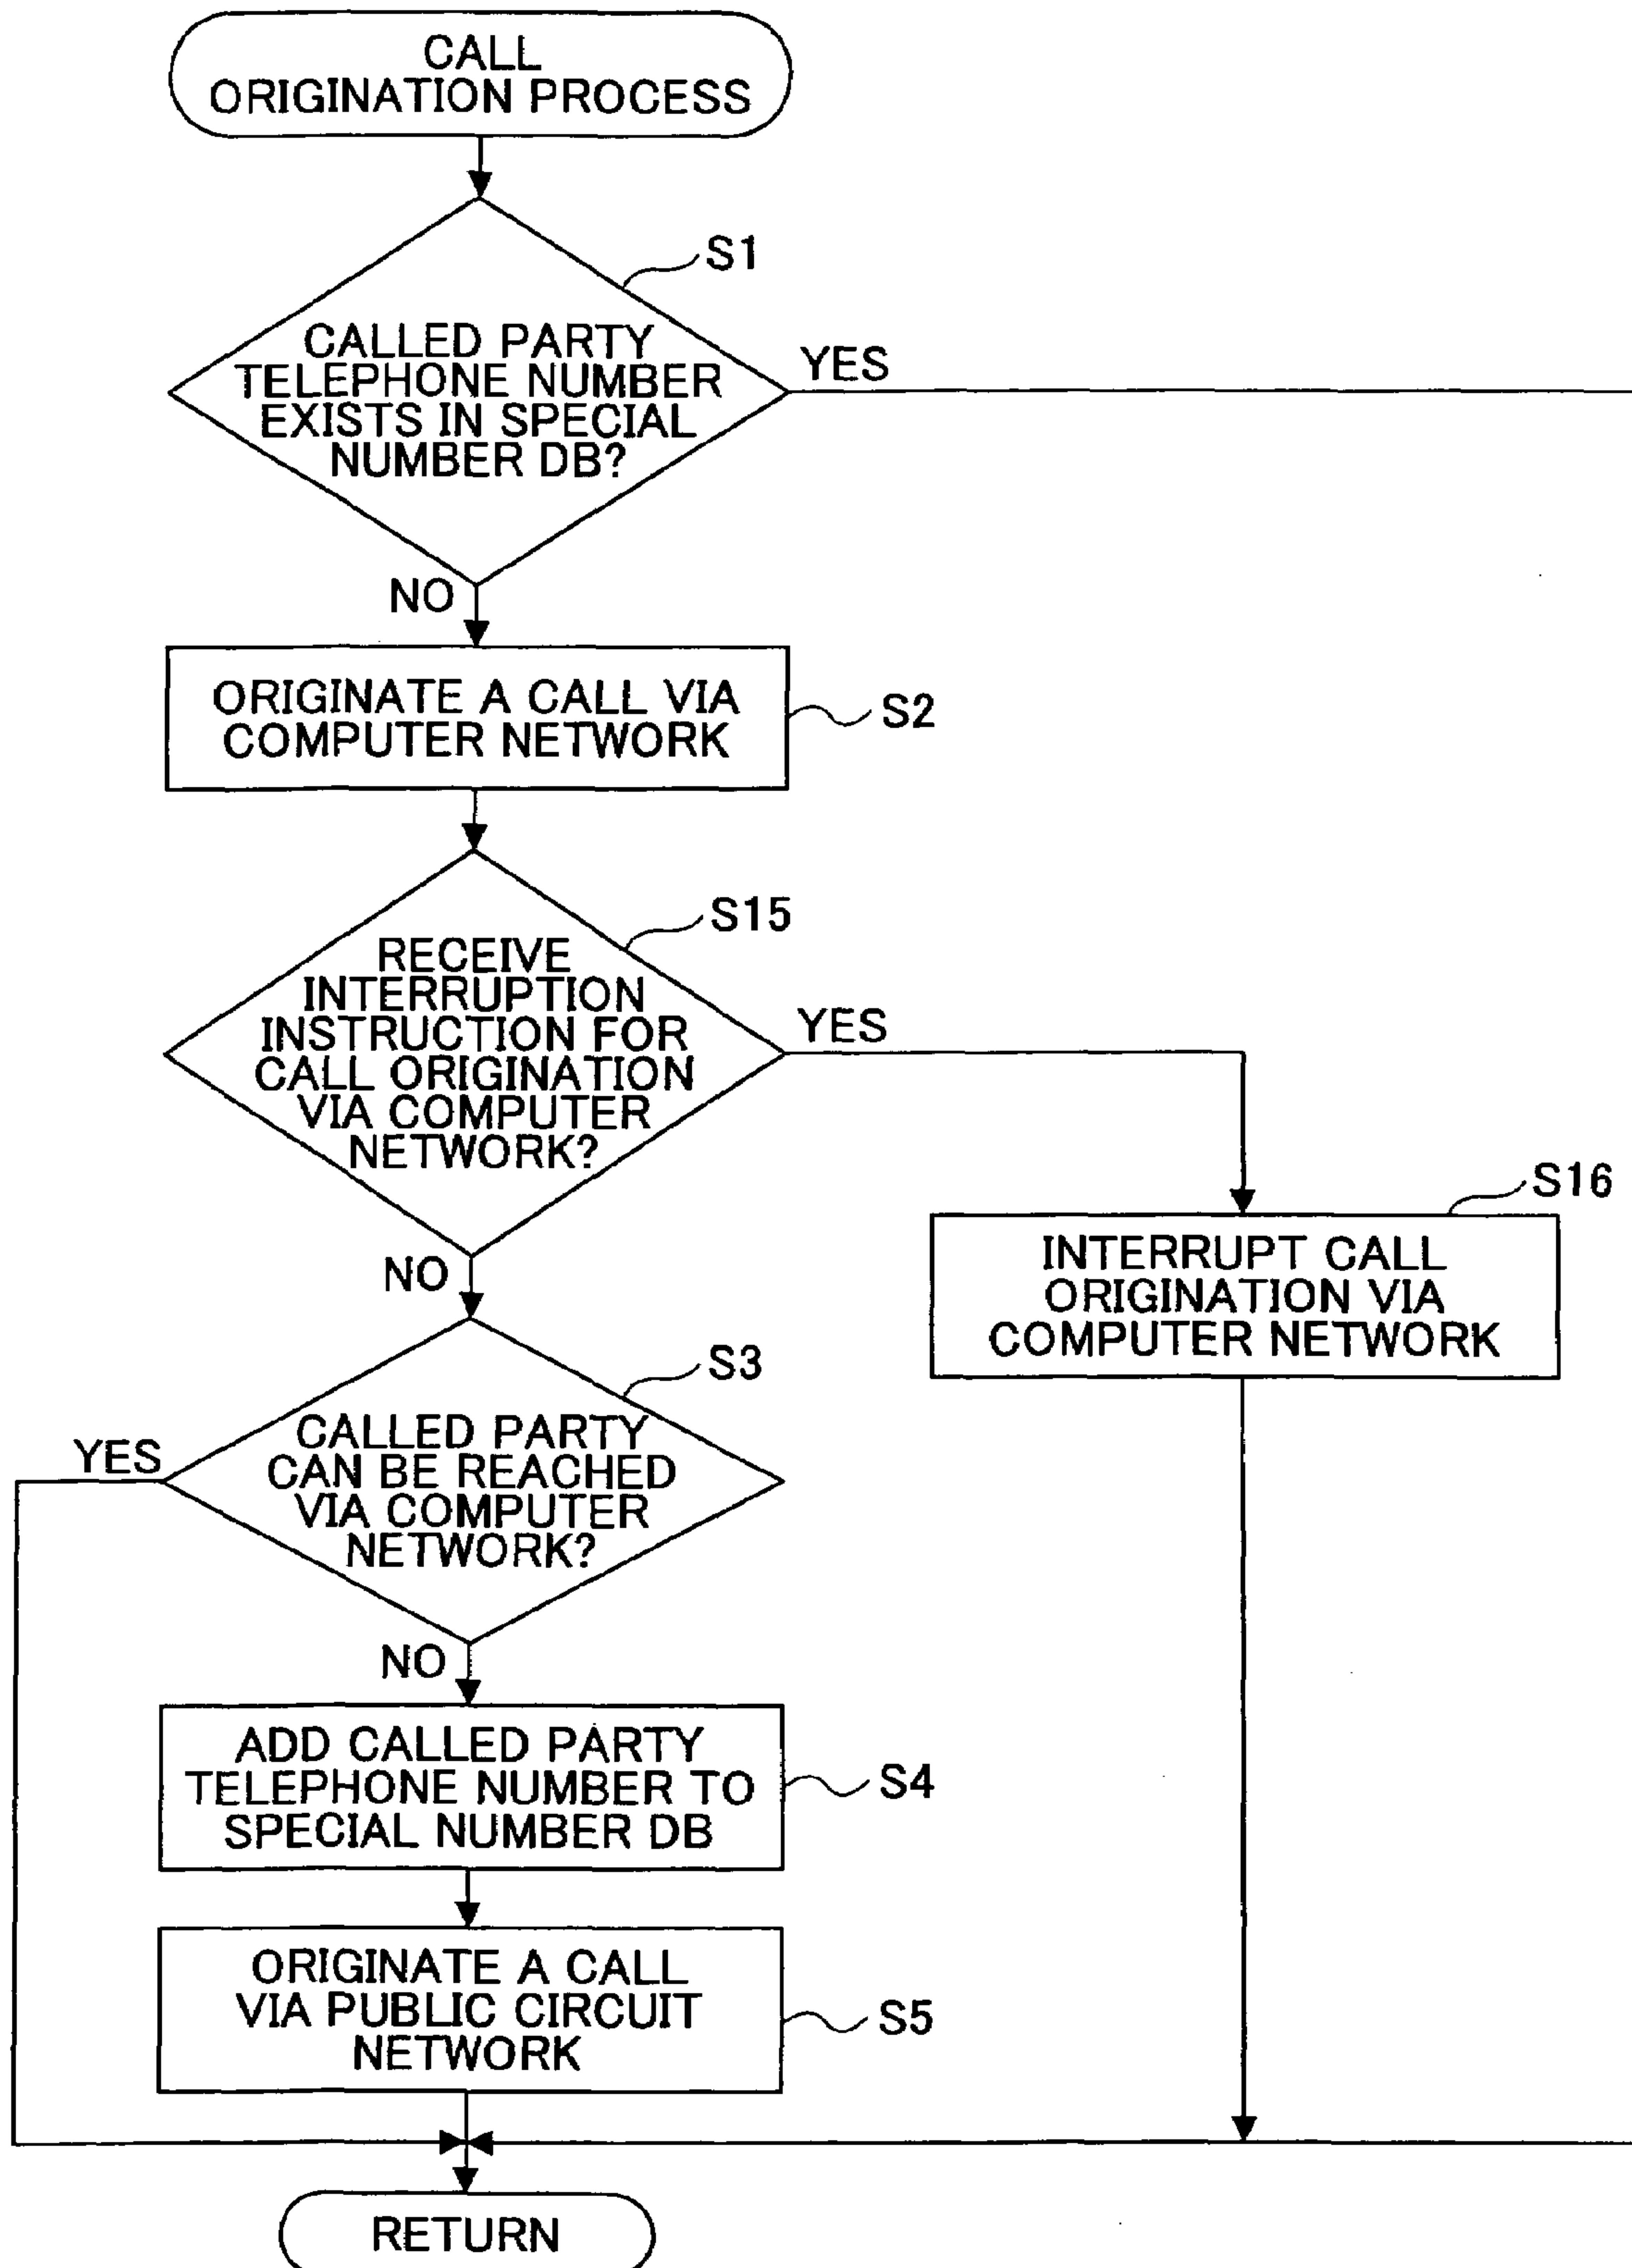 CALL
ORIGINATION PROCESS
S1
CALLED PARTY
TELEPHONE NUMBER
EXISTS IN SPECIAL
NUMBER DB?
YES
NO
ORIGINATE A CALL VIA
COMPUTER NETWORK
S2
S15
RECEIVE
INTERRUPTION
INSTRUCTION FOR
CALL ORIGINATION
VIA COMPUTER
NETWORK?
YES
NO
S16
INTERRUPT CALL
ORIGINATION VIA
COMPUTER NETWORK
S3
CALLED PARTY
CAN BE REACHED
VIA COMPUTER
NETWORK?
YES
NO
ADD CALLED PARTY
TELEPHONE NUMBER TO
SPECIAL NUMBER DB
S4
ORIGINATE A CALL
VIA PUBLIC CIRCUIT
NETWORK
S5
RETURN